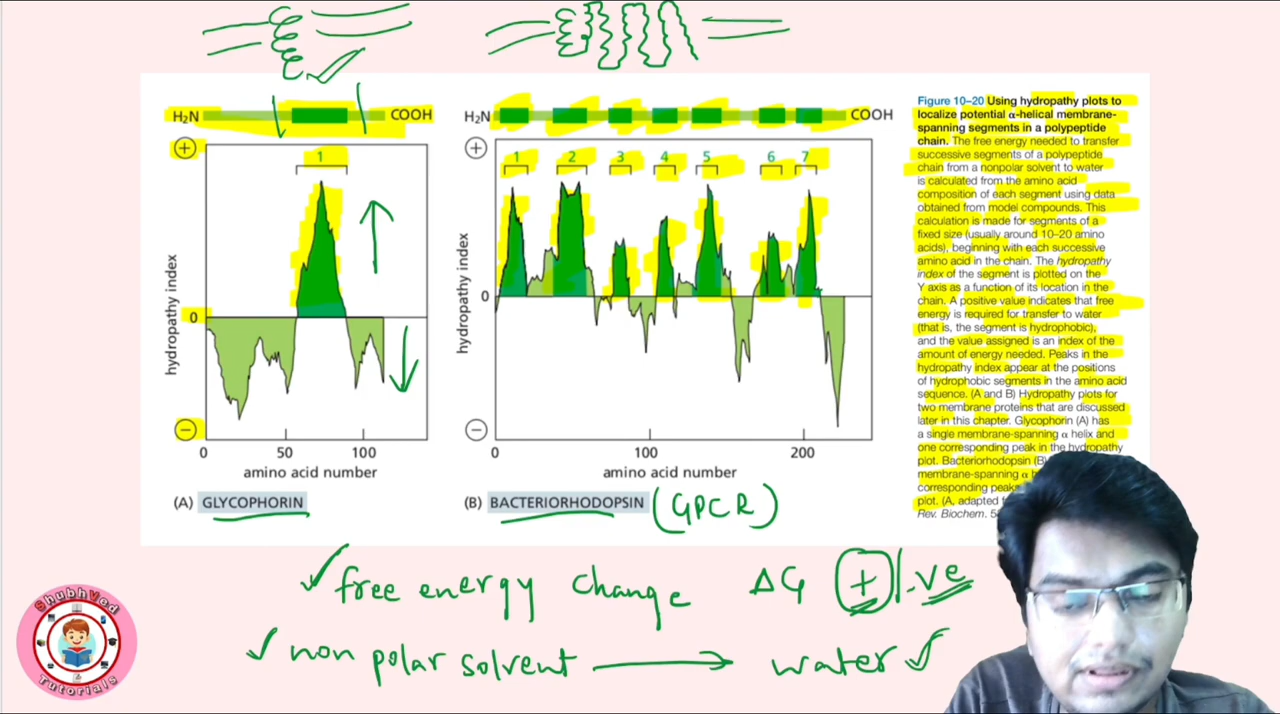 H₂N
COOH
+
1
0
−
hydropathy index
0
50
100
amino acid number
(A) GLYCOPHORIN
H₂N
COOH
+
1 2 3 4 5 6 7
0
−
hydropathy index
0
100
200
amino acid number
(B) BACTERIORHODOPSIN (GPCR)
Figure 10–20 Using hydropathy plots to
localize potential α-helical membrane-
spanning segments in a polypeptide
chain. The free energy needed to transfer
successive segments of a polypeptide
chain from a nonpolar solvent to water
is calculated from the amino acid
composition of each segment using data
obtained from model compounds. This
calculation is made for segments of a
fixed size (usually around 10–20 amino
acids), beginning with each successive
amino acid in the chain. The hydropathy
index of the segment is plotted on the
Y axis as a function of its location in the
chain. A positive value indicates that free
energy is required for transfer to water
(that is, the segment is hydrophobic),
and the value assigned is an index of the
amount of energy needed. Peaks in the
hydropathy index appear at the positions
of hydrophobic segments in the amino acid
sequence. (A and B) Hydropathy plots for
two membrane proteins that are discussed
later in this chapter. Glycophorin (A) has
a single membrane-spanning α helix and
one corresponding peak in the hydropathy
plot. Bacteriorhodopsin (B)
membrane-spanning α
corresponding
plot. (A, adapted
Rev. Biochem.
free energy change ΔG + / -ve
non polar solvent → water
ShubhVed
Tutorials